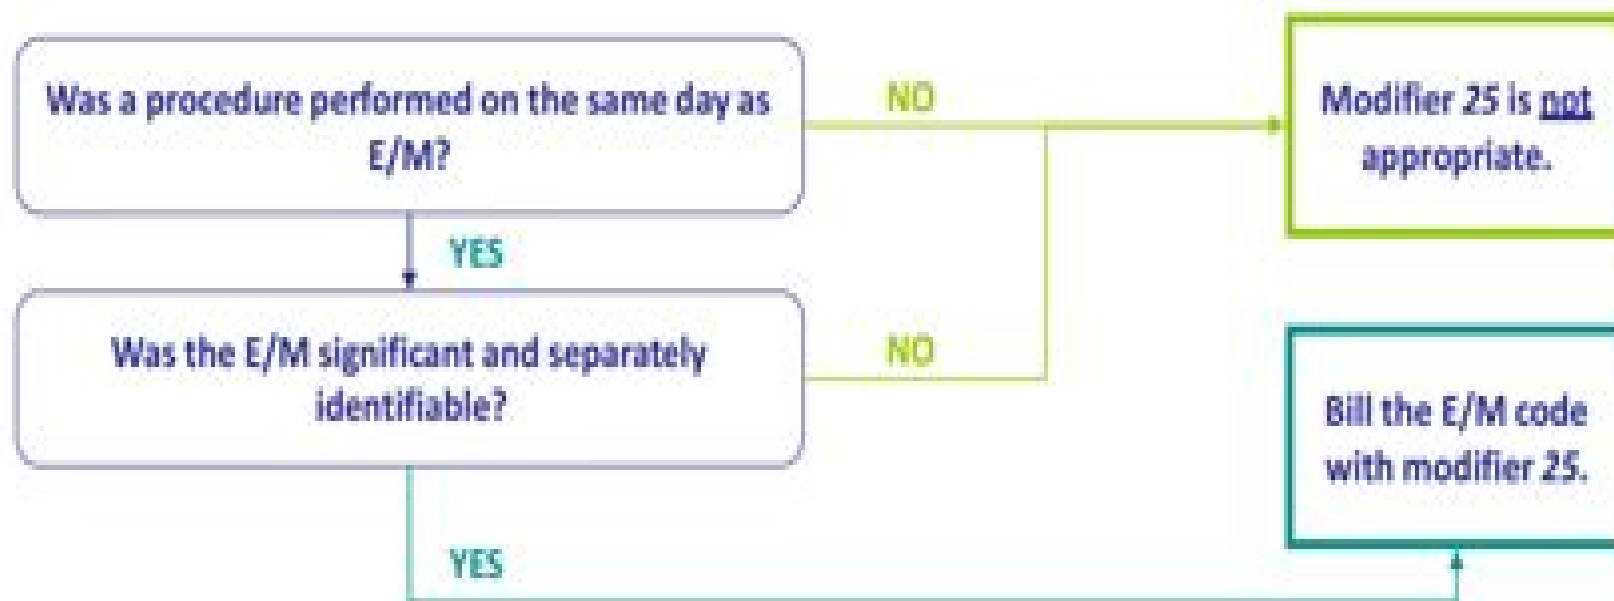 Was a procedure performed on the same day as
E/M?
NO
Modifier 25 is not
appropriate.
YES
Was the E/M significant and separately
identifiable?
NO
Bill the E/M code
with modifier 25.
YES